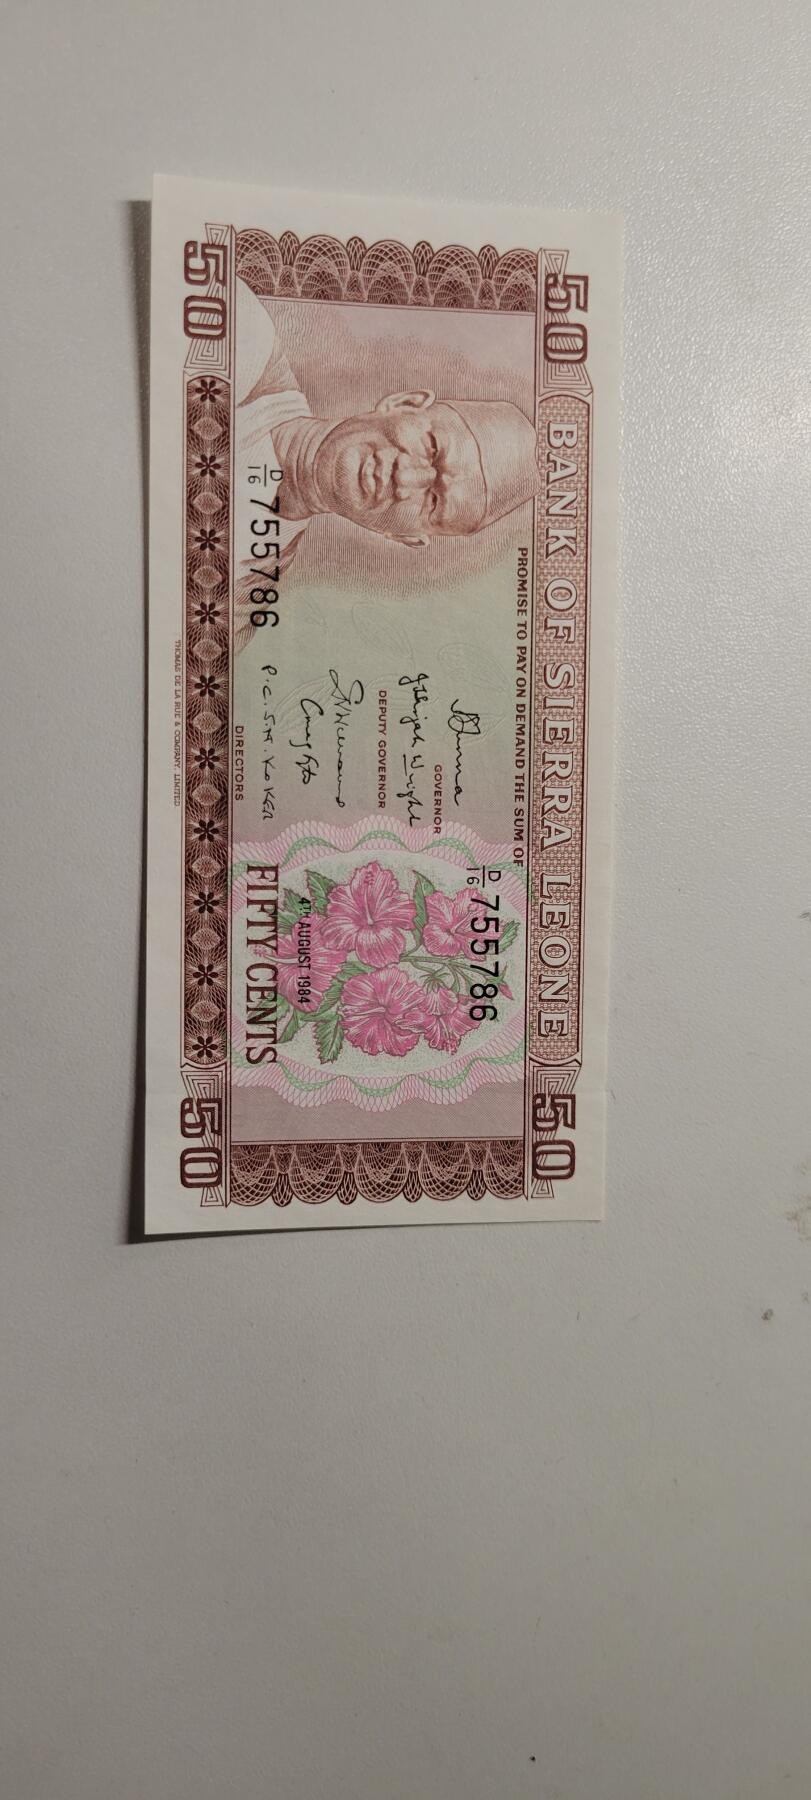 50 50
BANK OF SIERRA LEONE
PROMISE TO PAY ON DEMAND THE SUM OF
D/16 755786
GOVERNOR
DEPUTY GOVERNOR
D/16 755786
P.C. S.M. KOKER
DIRECTORS
4TH AUGUST 1984
FIFTY CENTS
50 50
THOMAS DE LA RUE & COMPANY, LIMITED